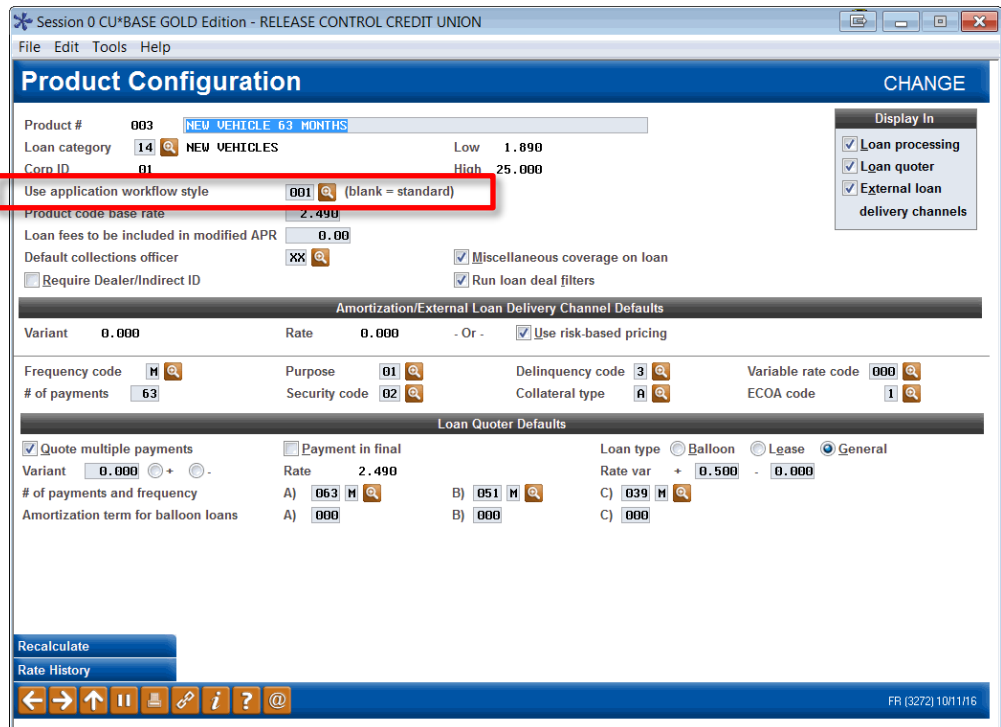 Session 0 CU*BASE GOLD Edition - RELEASE CONTROL CREDIT UNION
File Edit Tools Help
Product Configuration CHANGE
Product # 003 NEW VEHICLE 63 MONTHS Display In
Loan category 14 NEW VEHICLES Low 1.890 Loan processing
Corp ID 01 High 25.000 Loan quoter
Use application workflow style 001 (blank = standard) External loan
Product code base rate 2.490 delivery channels
Loan fees to be included in modified APR 0.00
Default collections officer XX Miscellaneous coverage on loan
Require Dealer/Indirect ID Run loan deal filters
Amortization/External Loan Delivery Channel Defaults
Variant 0.000 Rate 0.000 - Or - Use risk-based pricing
Frequency code M Purpose 01 Delinquency code 3 Variable rate code 000
# of payments 63 Security code 02 Collateral type A ECOA code 1
Loan Quoter Defaults
Quote multiple payments Payment in final Loan type Balloon Lease General
Variant 0.000 + - Rate 2.490 Rate var + 0.500 - 0.000
# of payments and frequency A) 063 M B) 051 M C) 039 M
Amortization term for balloon loans A) 000 B) 000 C) 000
Recalculate
Rate History
i ? @ FR (3272) 10/11/16